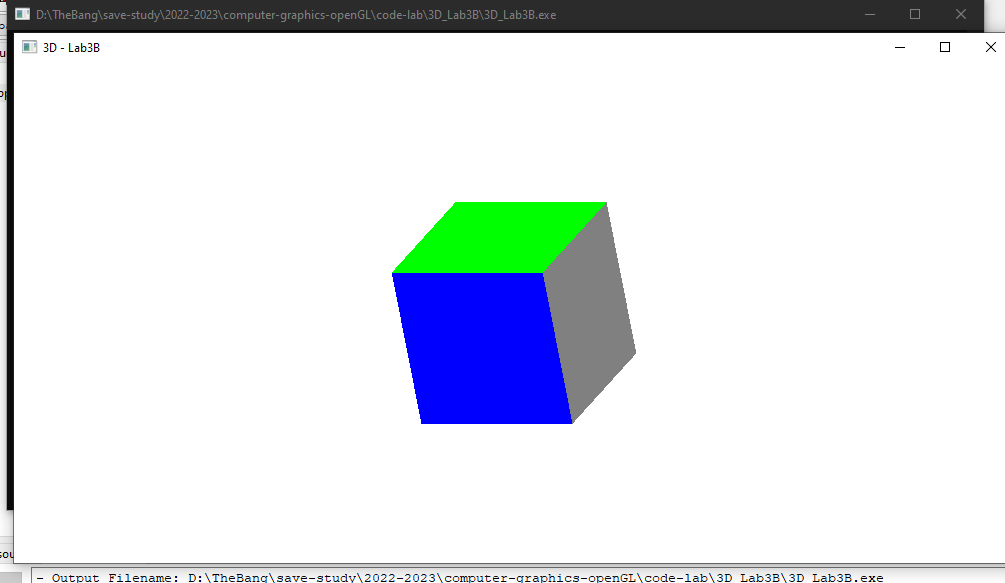 D:\TheBang\save-study\2022-2023\computer-graphics-openGL\code-lab\3D_Lab3B\3D_Lab3B.exe
3D - Lab3B
- Output Filename: D:\TheBang\save-study\2022-2023\computer-graphics-openGL\code-lab\3D_Lab3B\3D_Lab3B.exe